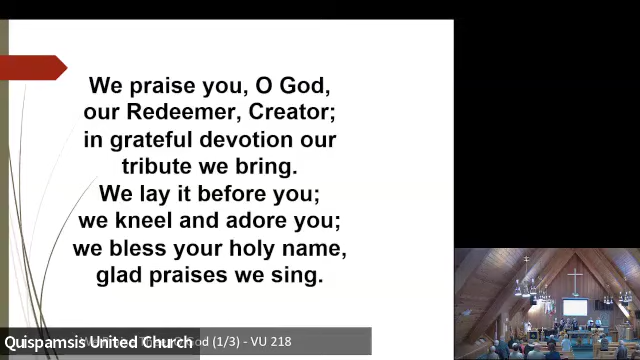 We praise you, O God,
our Redeemer, Creator;
in grateful devotion our
tribute we bring.
We lay it before you;
we kneel and adore you;
we bless your holy name,
glad praises we sing.
Quispamsis United Church
God (1/3) - VU 218